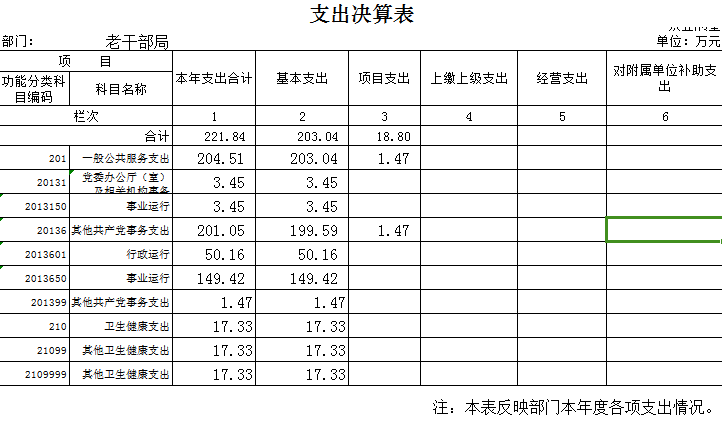 支出决算表
部门： 老干部局 单位：万元
项 目 本年支出合计 基本支出 项目支出 上缴上级支出 经营支出 对附属单位补助支出
功能分类科目编码 科目名称
栏次 1 2 3 4 5 6
合计 221.84 203.04 18.80
201 一般公共服务支出 204.51 203.04 1.47
20131 党委办公厅（室）及相关机构事务 3.45 3.45
2013150 事业运行 3.45 3.45
20136 其他共产党事务支出 201.05 199.59 1.47
2013601 行政运行 50.16 50.16
2013650 事业运行 149.42 149.42
201399 其他共产党事务支出 1.47 1.47
210 卫生健康支出 17.33 17.33
21099 其他卫生健康支出 17.33 17.33
2109999 其他卫生健康支出 17.33 17.33
注：本表反映部门本年度各项支出情况。